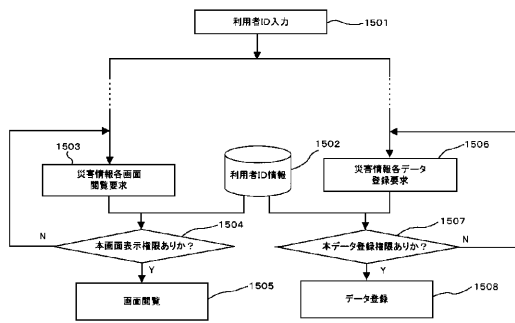 利用者ID入力
1501
1503
災害情報各画面
閲覧要求
1502
利用者ID情報
1506
災害情報各データ
登録要求
1504
本画面表示権限ありか？
N
Y
1507
本データ登録権限ありか？
N
Y
画面閲覧
1505
データ登録
1508